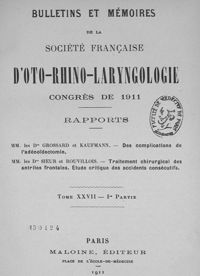 BULLETINS ET MÉMOIRES
DE LA
SOCIÉTÉ FRANÇAISE
D'OTO-RHINO-LARYNGOLOGIE
CONGRÈS DE 1911
RAPPORTS
MM. les Drs GROSSARD et KAUFMANN. — Des complications de
l'adénoïdectomie.
MM. les Drs SIEUR et ROUVILLOIS. — Traitement chirurgical des
antrites frontales. Étude critique des accidents consécutifs.
TOME XXVII — Ire PARTIE
PARIS
MALOINE, ÉDITEUR
PLACE DE L'ÉCOLE-DE-MÉDECINE
1911